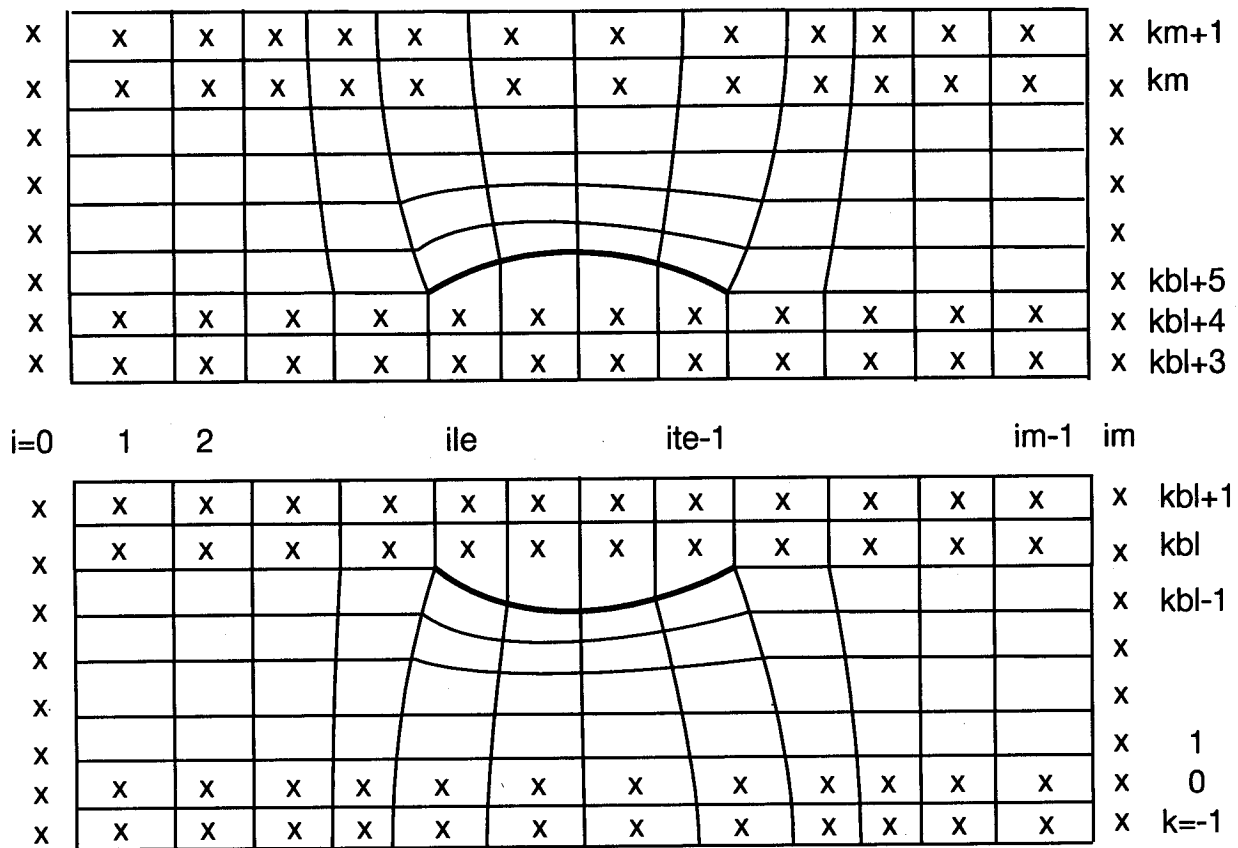 x x x x x x x x x x x x x x km+1
x x x x x x x x x x x x x x km
x x
x x
x x
x x kbl+5
x x x x x x x x x x x x x x kbl+4
x x x x x x x x x x x x x x kbl+3
i=0 1 2 ile ite-1 im-1 im
x x x x x x x x x x x x x x kbl+1
x x x x x x x x x x x x x x kbl
x x kbl-1
x x
x x
x x 1
x x x x x x x x x x x x x x 0
x x x x x x x x x x x x x x k=-1